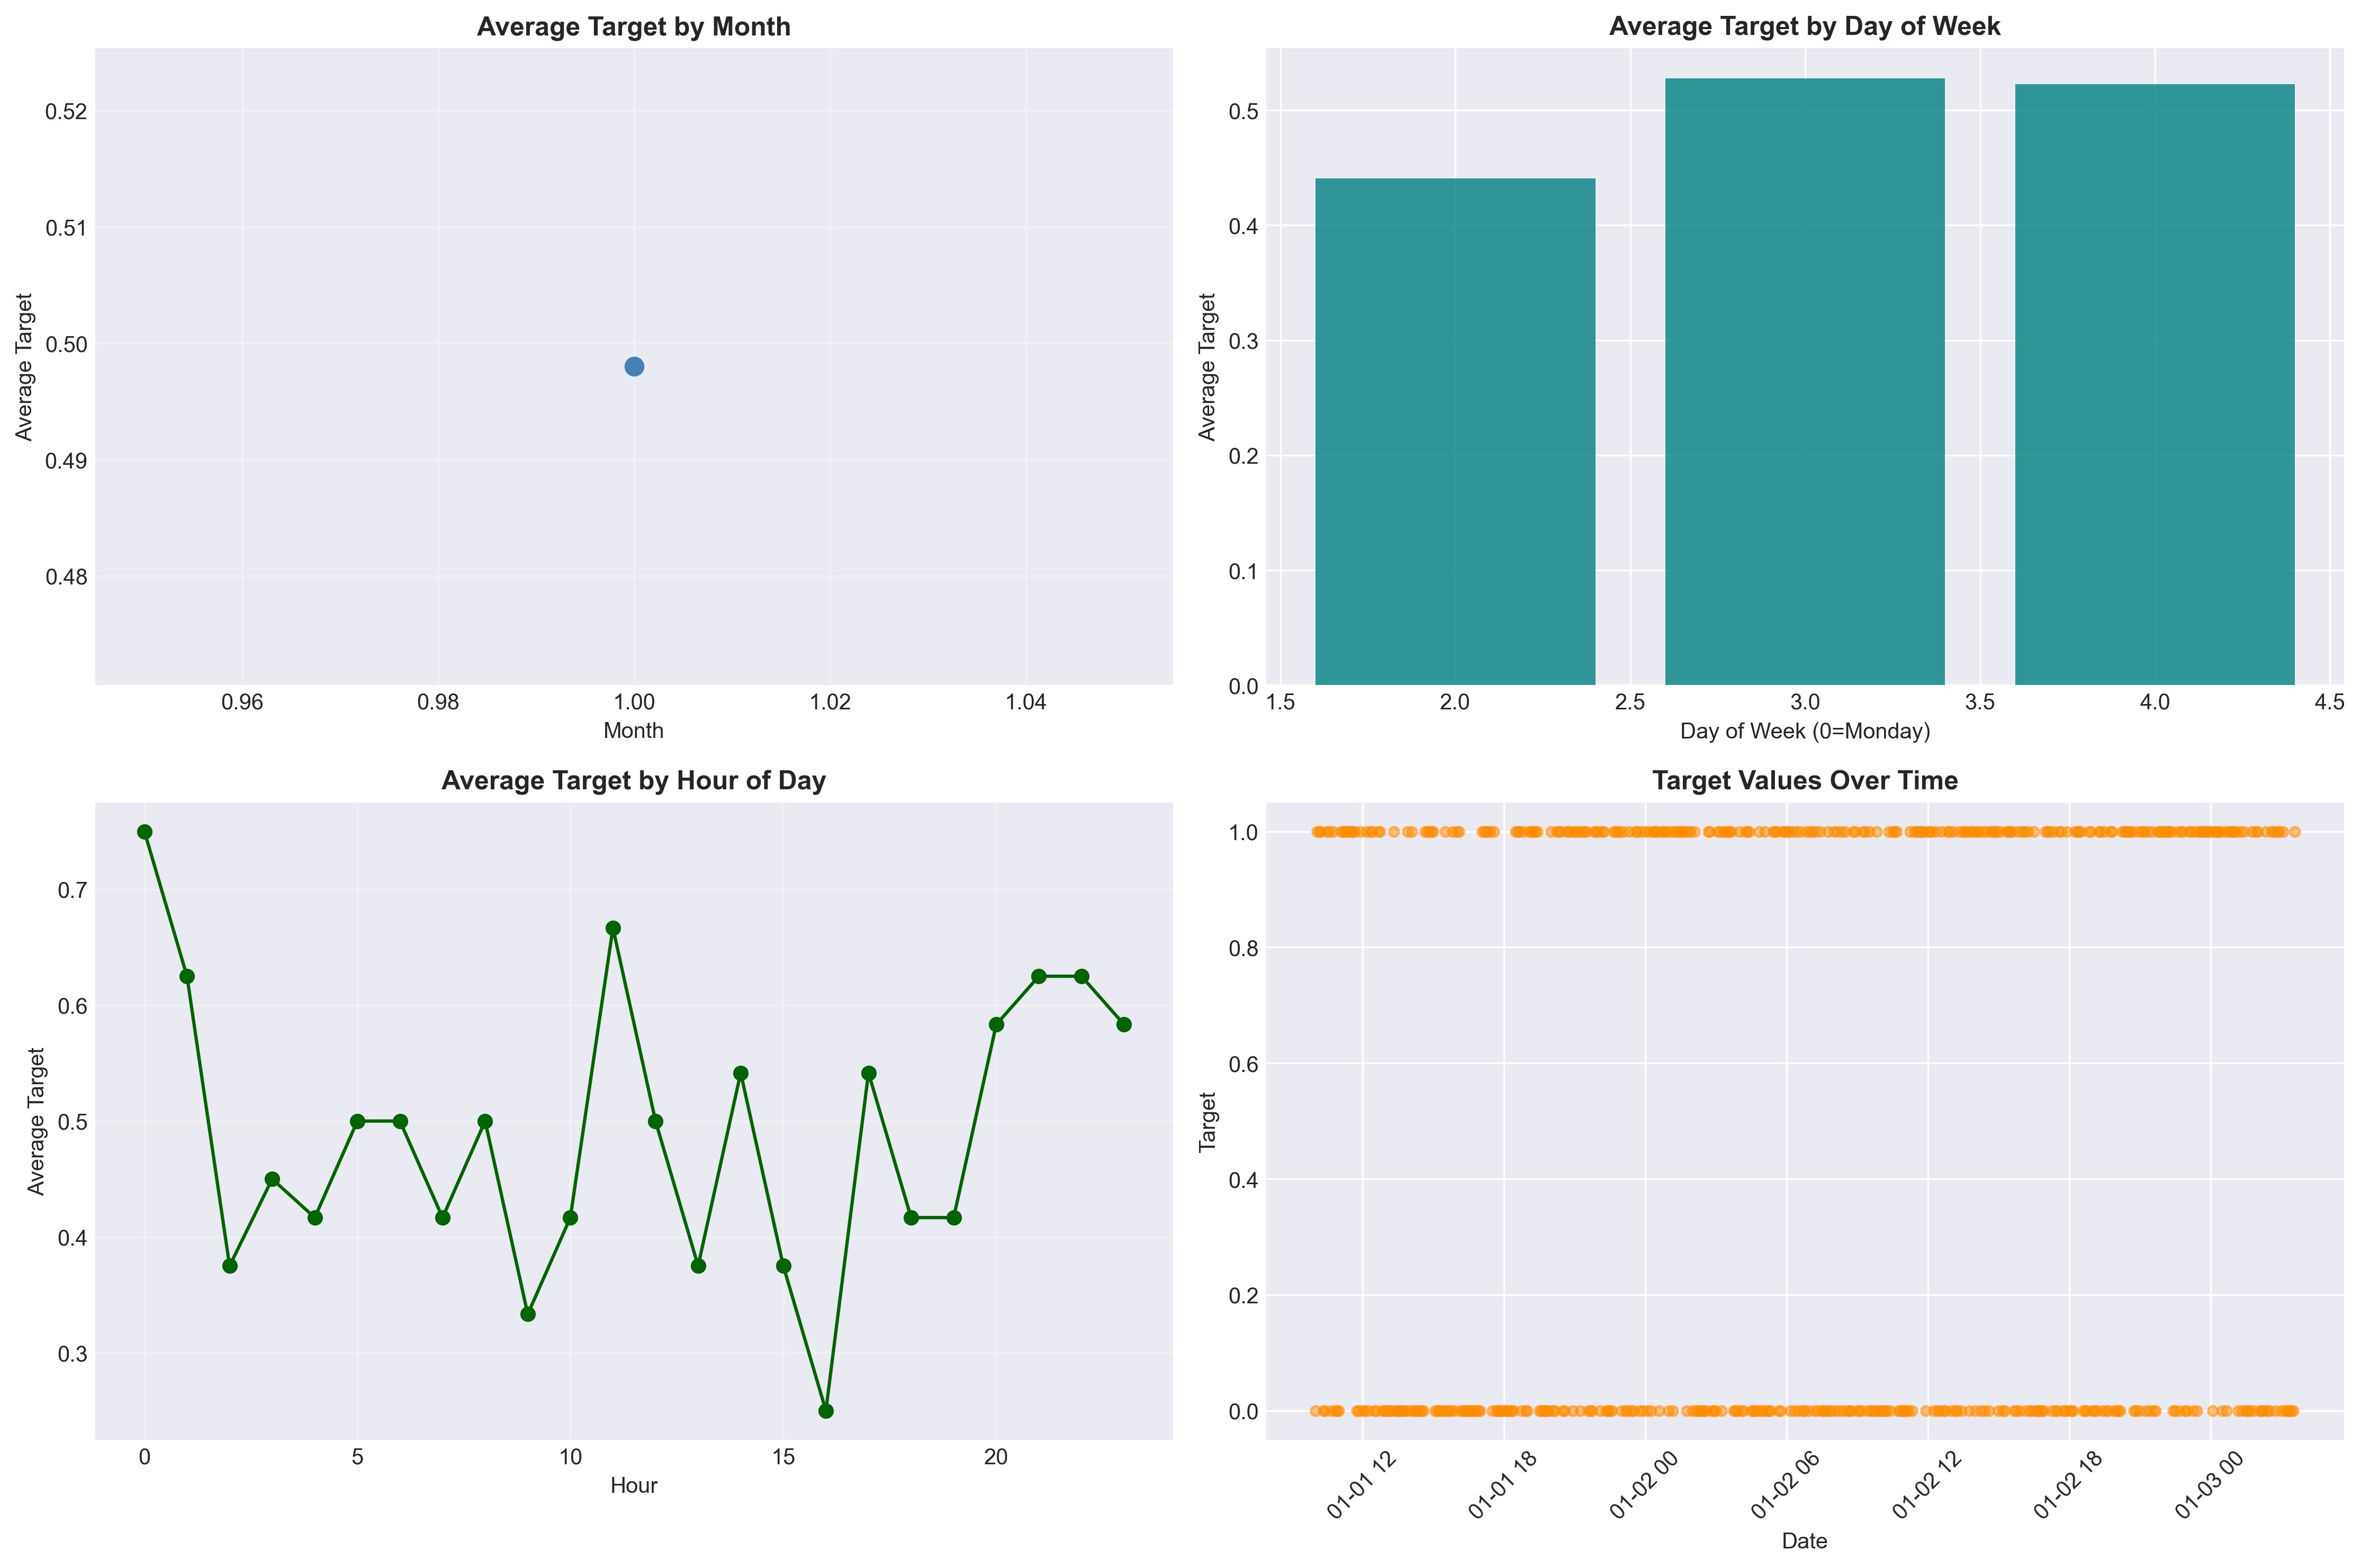 Average Target by Month
Average Target
0.52
0.51
0.50
0.49
0.48
0.96 0.98 1.00 1.02 1.04
Month
Average Target by Day of Week
Average Target
0.5
0.4
0.3
0.2
0.1
0.0
1.5 2.0 2.5 3.0 3.5 4.0 4.5
Day of Week (0=Monday)
Average Target by Hour of Day
Average Target
0.7
0.6
0.5
0.4
0.3
0 5 10 15 20
Hour
Target Values Over Time
Target
1.0
0.8
0.6
0.4
0.2
0.0
01-01 12 01-01 18 01-02 00 01-02 06 01-02 12 01-02 18 01-03 00
Date